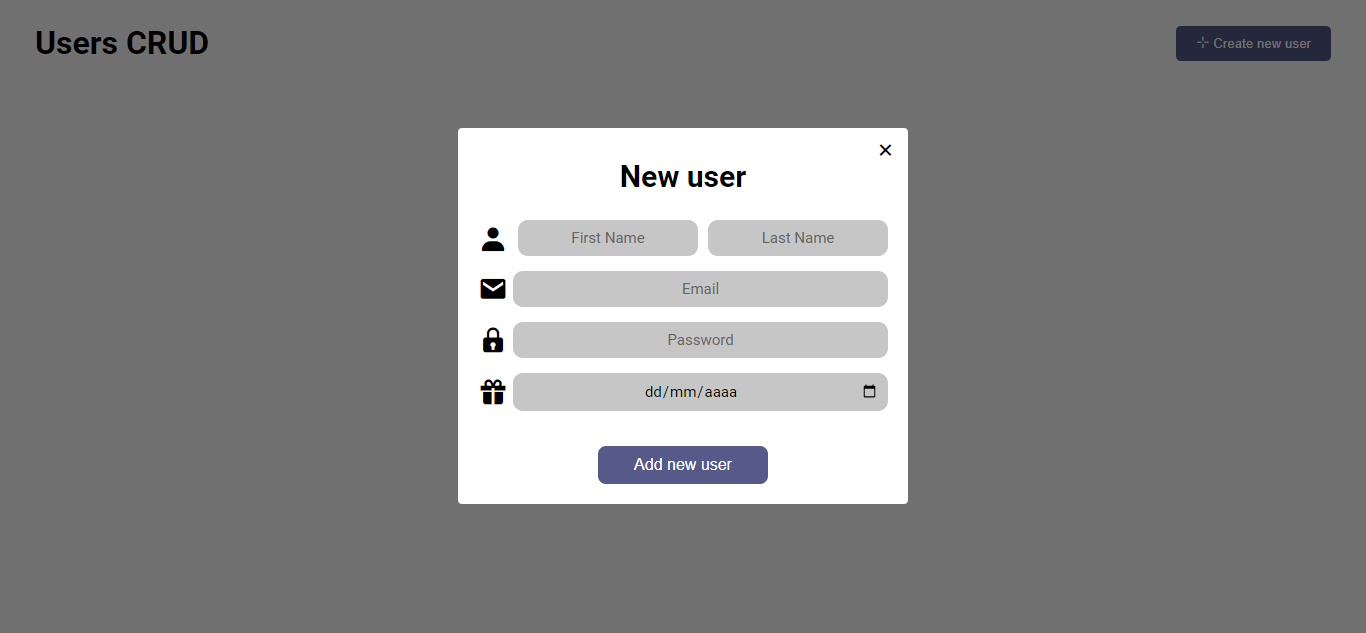 Users CRUD
Create new user
New user
First Name
Last Name
Email
Password
dd/mm/aaaa
Add new user